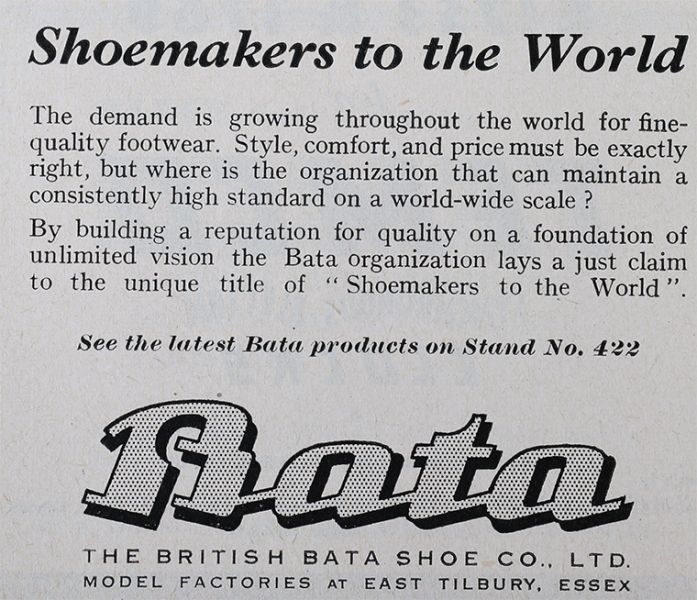 Shoemakers to the World
The demand is growing throughout the world for fine-
quality footwear. Style, comfort, and price must be exactly
right, but where is the organization that can maintain a
consistently high standard on a world-wide scale ?
By building a reputation for quality on a foundation of
unlimited vision the Bata organization lays a just claim
to the unique title of “ Shoemakers to the World ”.
See the latest Bata products on Stand No. 422
Bata
THE BRITISH BATA SHOE CO., LTD.
MODEL FACTORIES AT EAST TILBURY, ESSEX